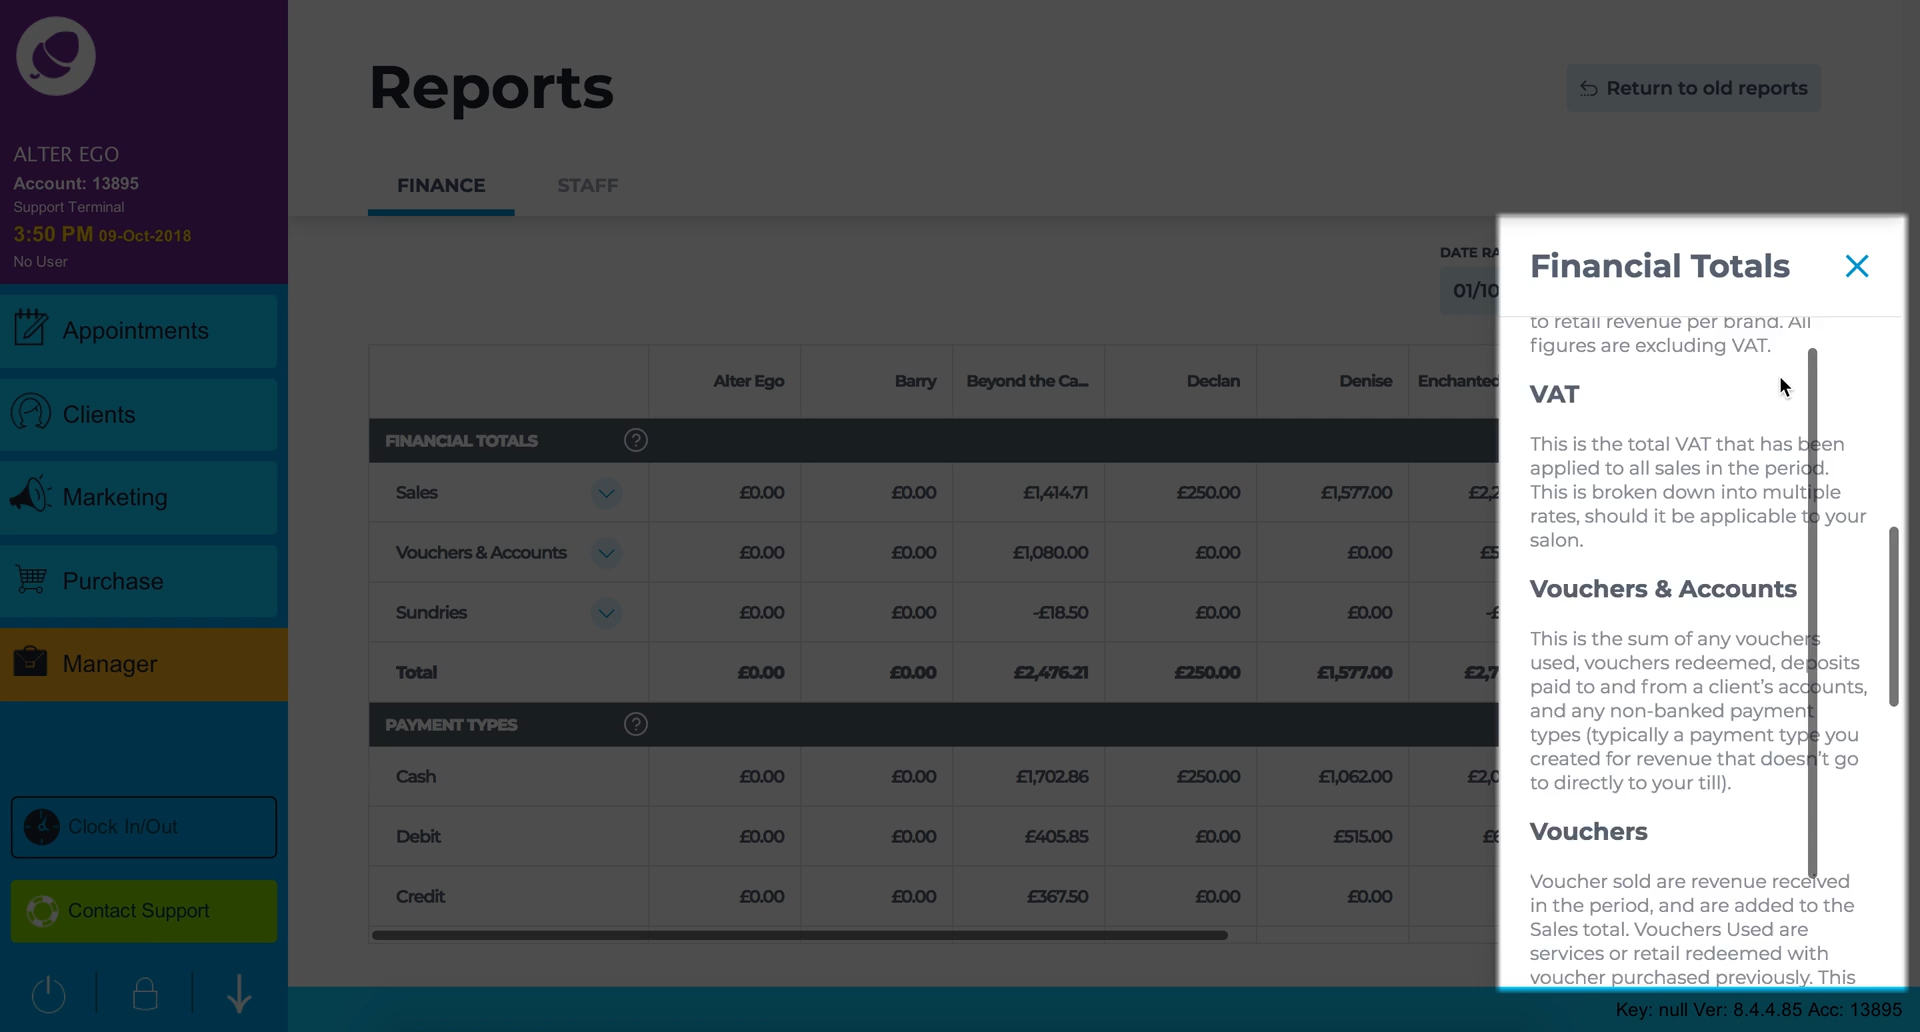 Reports
Return to old reports
ALTER EGO
Account: 13895
Support Terminal
3:50 PM 09-Oct-2018
No User
Appointments
Clients
Marketing
Purchase
Manager
Clock In/Out
Contact Support
FINANCE STAFF
DATE RA
01/10
Alter Ego Barry Beyond the Ca... Declan Denise Enchanted
FINANCIAL TOTALS ?
Sales £0.00 £0.00 £1,414.71 £250.00 £1,577.00 £2,2
Vouchers & Accounts £0.00 £0.00 £1,080.00 £0.00 £0.00 £5
Sundries £0.00 £0.00 -£18.50 £0.00 £0.00 -£
Total £0.00 £0.00 £2,476.21 £250.00 £1,577.00 £2,7
PAYMENT TYPES ?
Cash £0.00 £0.00 £1,702.86 £250.00 £1,062.00 £2,0
Debit £0.00 £0.00 £405.85 £0.00 £515.00 £6
Credit £0.00 £0.00 £367.50 £0.00 £0.00
Financial Totals
to retail revenue per brand. All
figures are excluding VAT.
VAT
This is the total VAT that has been
applied to all sales in the period.
This is broken down into multiple
rates, should it be applicable to your
salon.
Vouchers & Accounts
This is the sum of any vouchers
used, vouchers redeemed, deposits
paid to and from a client's accounts,
and any non-banked payment
types (typically a payment type you
created for revenue that doesn't go
to directly to your till).
Vouchers
Voucher sold are revenue received
in the period, and are added to the
Sales total. Vouchers Used are
services or retail redeemed with
voucher purchased previously. This
Key: null Ver: 8.4.4.85 Acc: 13895